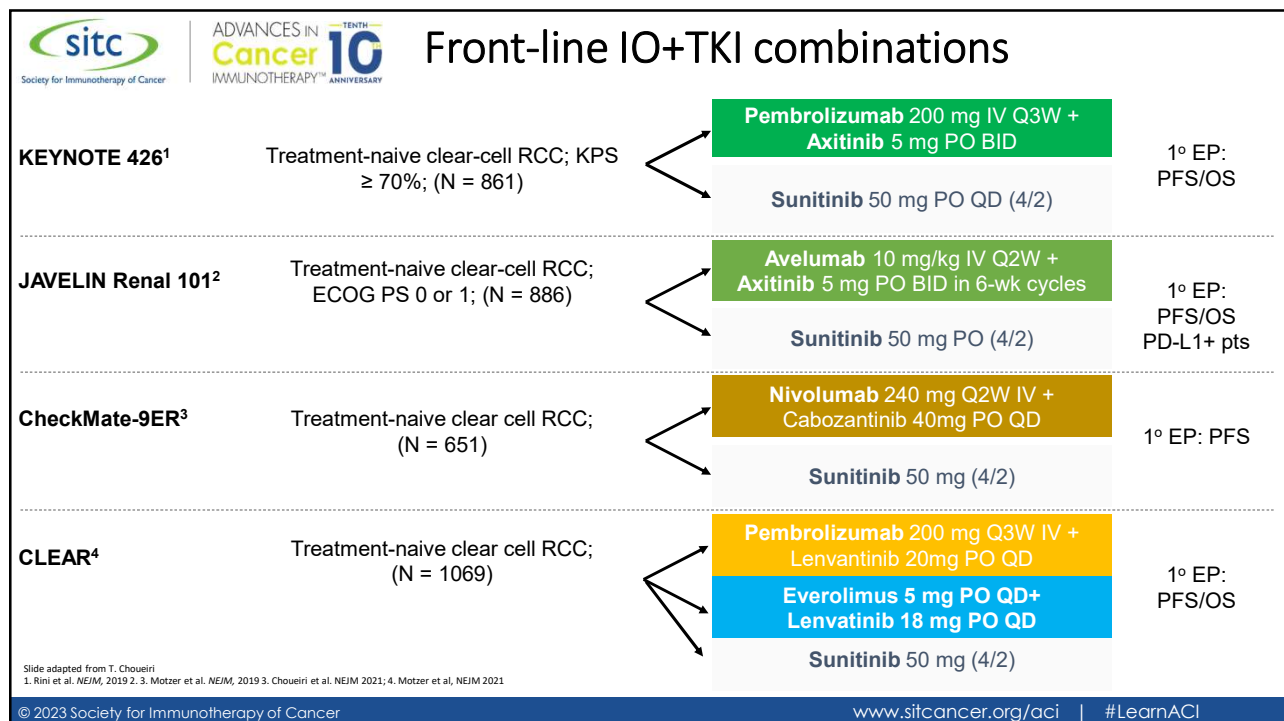 sitc
Society for Immunotherapy of Cancer
ADVANCES IN
Cancer
IMMUNOTHERAPY™
TENTH
10TH
ANNIVERSARY
Front-line IO+TKI combinations
KEYNOTE 426¹
Treatment-naive clear-cell RCC; KPS
≥ 70%; (N = 861)
Pembrolizumab 200 mg IV Q3W +
Axitinib 5 mg PO BID
Sunitinib 50 mg PO QD (4/2)
1º EP:
PFS/OS
JAVELIN Renal 101²
Treatment-naive clear-cell RCC;
ECOG PS 0 or 1; (N = 886)
Avelumab 10 mg/kg IV Q2W +
Axitinib 5 mg PO BID in 6-wk cycles
Sunitinib 50 mg PO (4/2)
1º EP:
PFS/OS
PD-L1+ pts
CheckMate-9ER³
Treatment-naive clear cell RCC;
(N = 651)
Nivolumab 240 mg Q2W IV +
Cabozantinib 40mg PO QD
Sunitinib 50 mg (4/2)
1º EP: PFS
CLEAR⁴
Treatment-naive clear cell RCC;
(N = 1069)
Pembrolizumab 200 mg Q3W IV +
Lenvantinib 20mg PO QD
Everolimus 5 mg PO QD+
Lenvatinib 18 mg PO QD
Sunitinib 50 mg (4/2)
1º EP:
PFS/OS
Slide adapted from T. Choueiri
1. Rini et al. NEJM, 2019 2. 3. Motzer et al. NEJM, 2019 3. Choueiri et al. NEJM 2021; 4. Motzer et al, NEJM 2021
© 2023 Society for Immunotherapy of Cancer
www.sitcancer.org/aci | #LearnACI